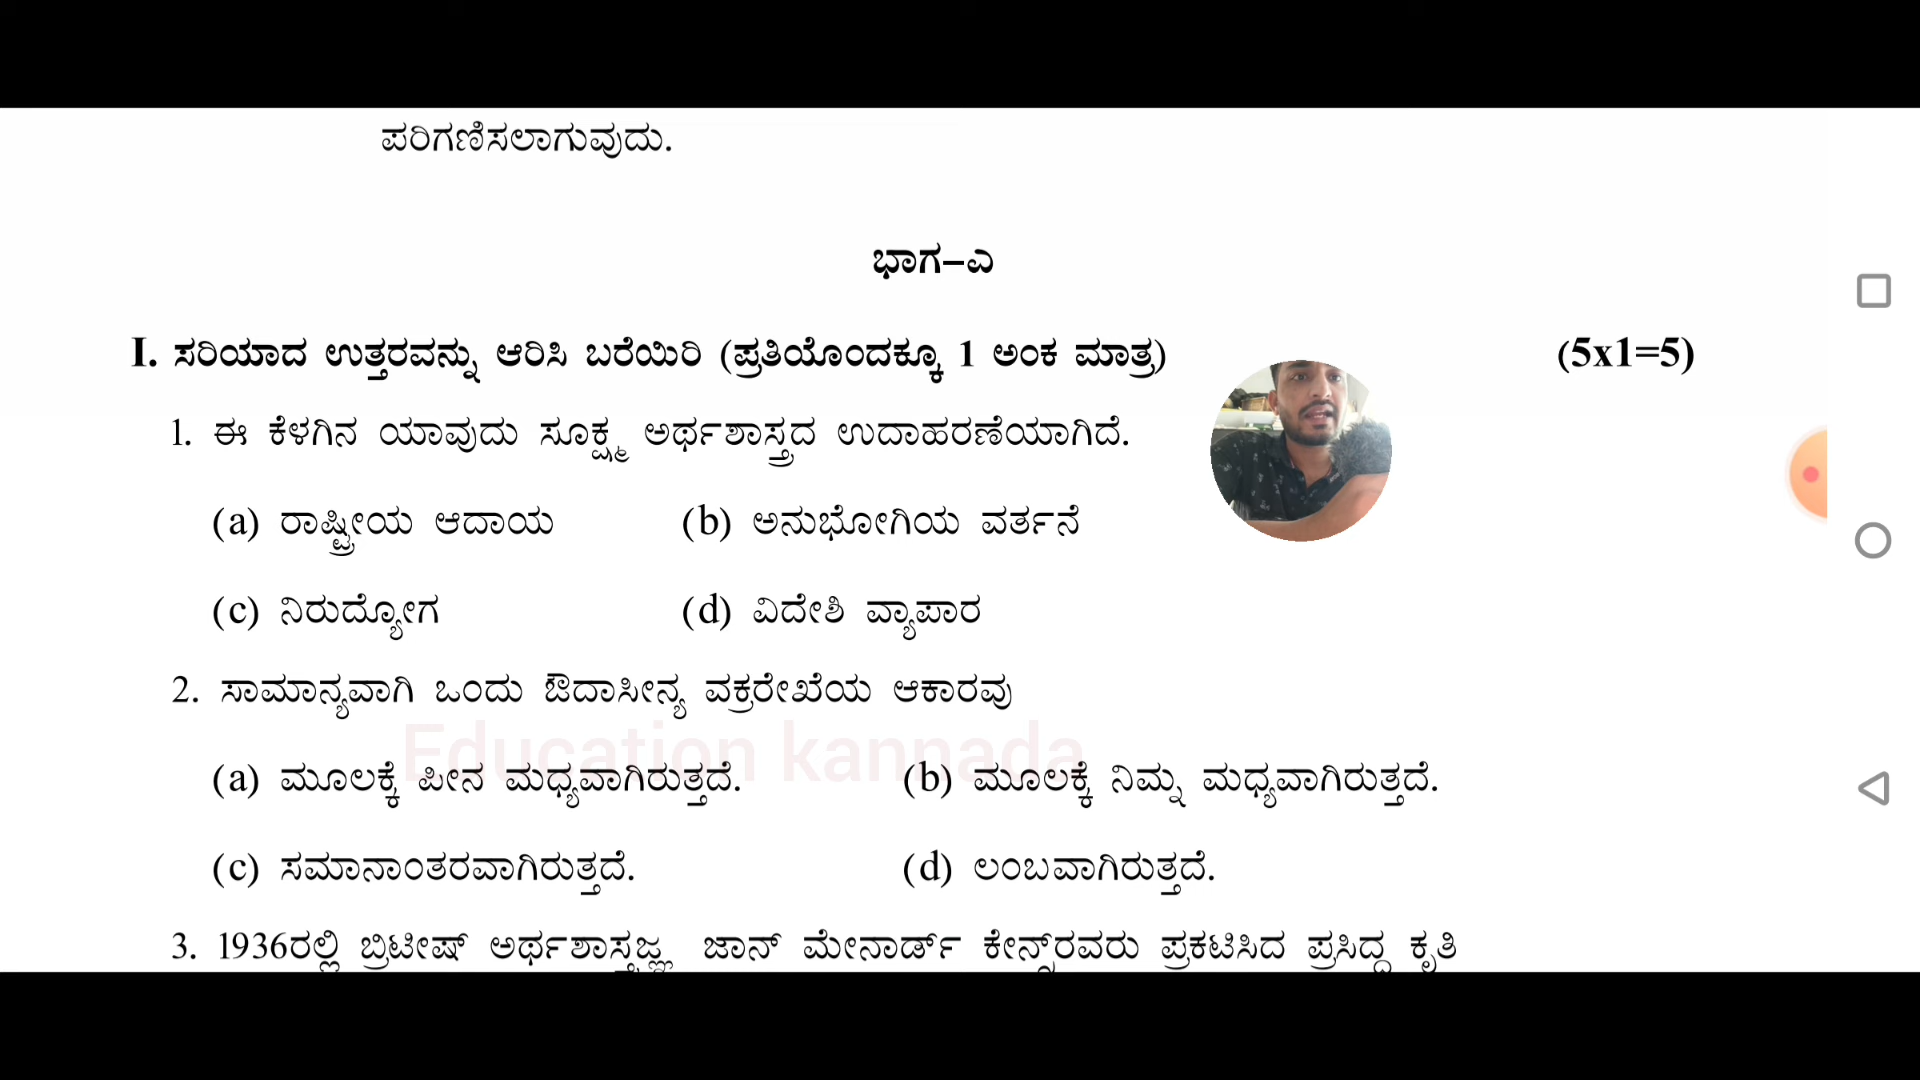 ಪರಿಗಣಿಸಲಾಗುವುದು.
ಭಾಗ–ಎ
I. ಸರಿಯಾದ ಉತ್ತರವನ್ನು ಆರಿಸಿ ಬರೆಯಿರಿ (ಪ್ರತಿಯೊಂದಕ್ಕೂ 1 ಅಂಕ ಮಾತ್ರ) (5x1=5)
1. ಈ ಕೆಳಗಿನ ಯಾವುದು ಸೂಕ್ಷ್ಮ ಅರ್ಥಶಾಸ್ತ್ರದ ಉದಾಹರಣೆಯಾಗಿದೆ.
(a) ರಾಷ್ಟ್ರೀಯ ಆದಾಯ (b) ಅನುಭೋಗಿಯ ವರ್ತನೆ
(c) ನಿರುದ್ಯೋಗ (d) ವಿದೇಶಿ ವ್ಯಾಪಾರ
2. ಸಾಮಾನ್ಯವಾಗಿ ಒಂದು ಔದಾಸೀನ್ಯ ವಕ್ರರೇಖೆಯ ಆಕಾರವು
Education kannada
(a) ಮೂಲಕ್ಕೆ ಪೀನ ಮಧ್ಯವಾಗಿರುತ್ತದೆ. (b) ಮೂಲಕ್ಕೆ ನಿಮ್ನ ಮಧ್ಯವಾಗಿರುತ್ತದೆ.
(c) ಸಮಾನಾಂತರವಾಗಿರುತ್ತದೆ. (d) ಲಂಬವಾಗಿರುತ್ತದೆ.
3. 1936ರಲ್ಲಿ ಬ್ರಿಟೀಷ್ ಅರ್ಥಶಾಸ್ತ್ರಜ್ಞ ಜಾನ್ ಮೇನಾರ್ಡ್ ಕೇನ್ಸ್‌ರವರು ಪ್ರಕಟಿಸಿದ ಪ್ರಸಿದ್ಧ ಕೃತಿ